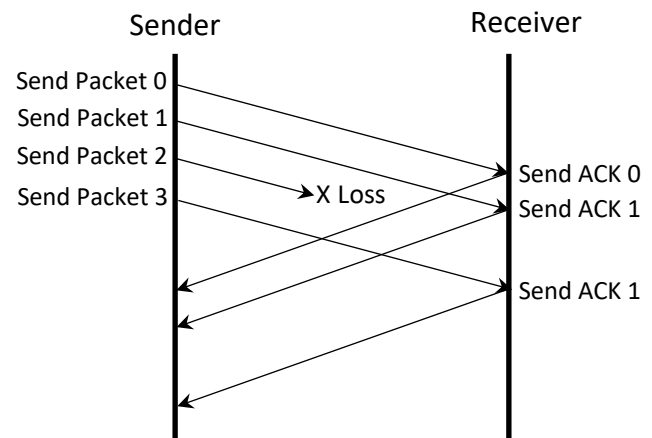 Sender
Receiver
Send Packet 0
Send Packet 1
Send Packet 2
Send Packet 3
X Loss
Send ACK 0
Send ACK 1
Send ACK 1